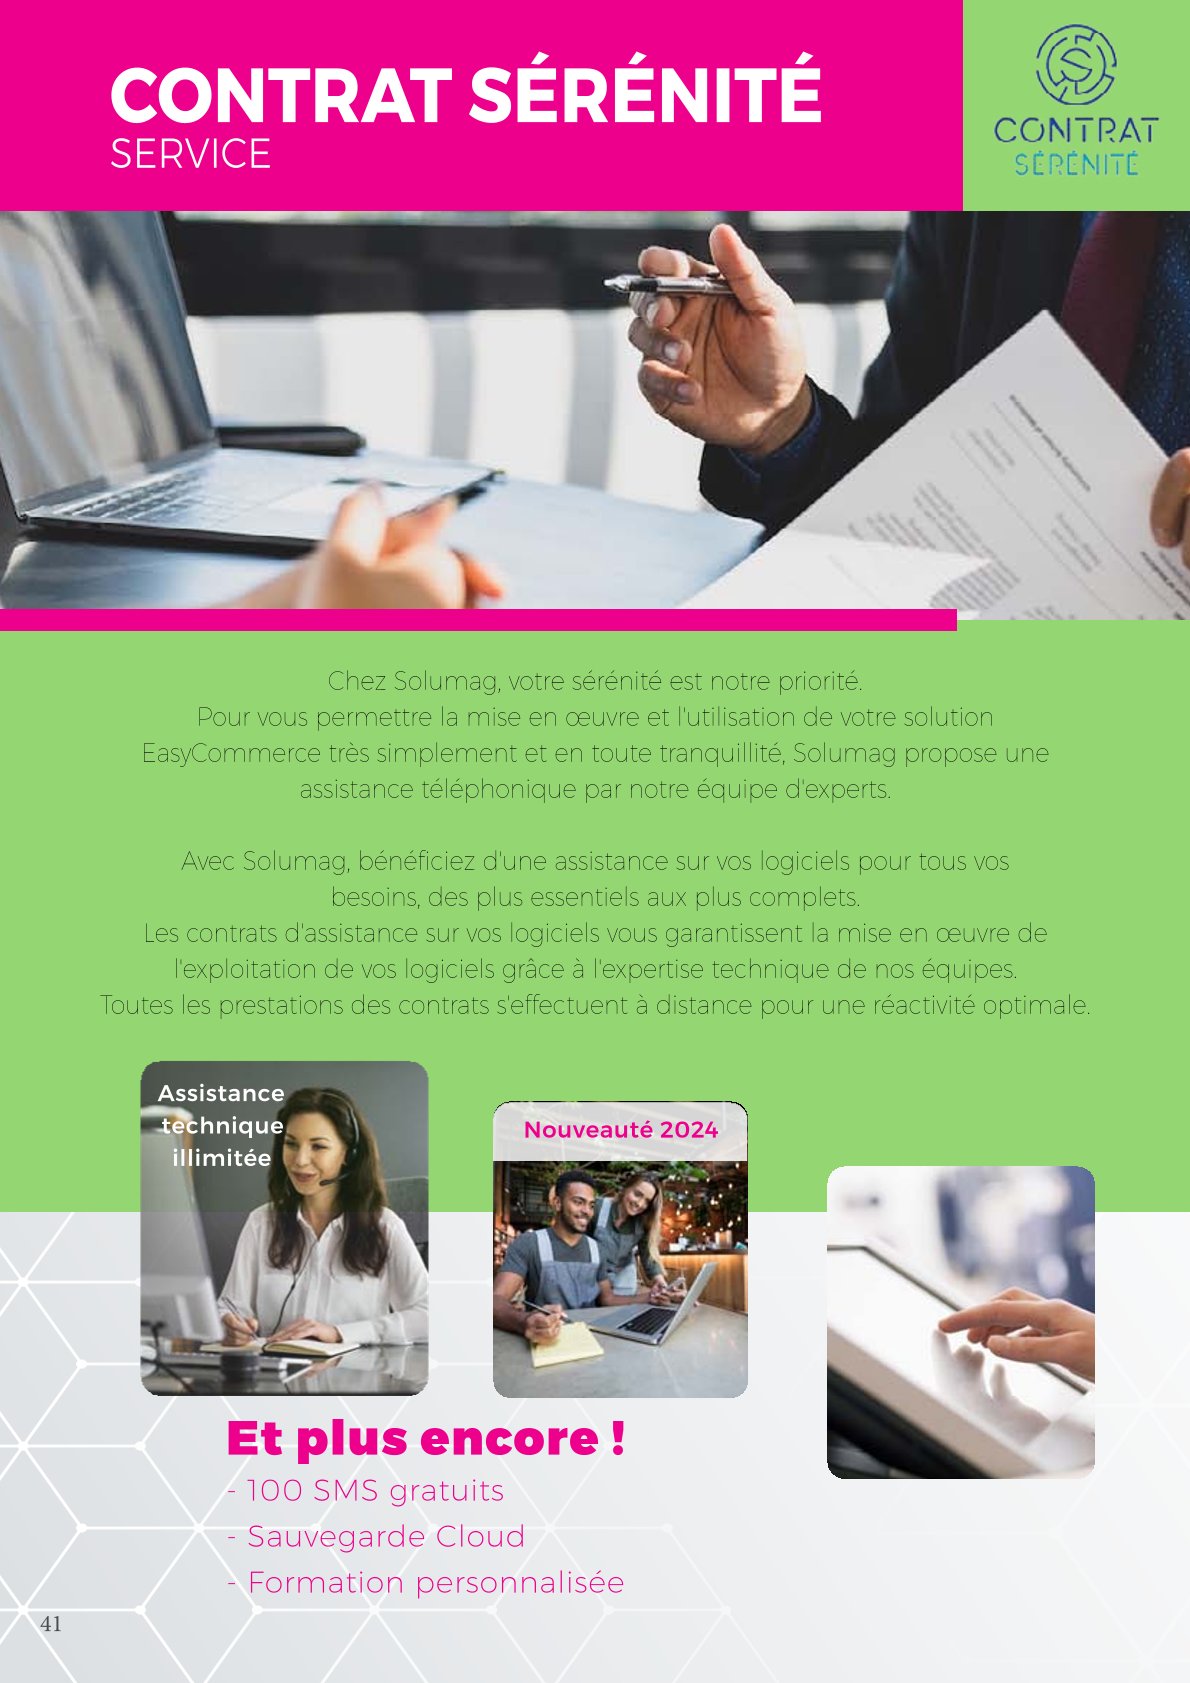 CONTRAT SÉRÉNITÉ
SERVICE
CONTRAT
SÉRÉNITÉ
Chez Solumag, votre sérénité est notre priorité.
Pour vous permettre la mise en œuvre et l'utilisation de votre solution
EasyCommerce très simplement et en toute tranquillité, Solumag propose une
assistance téléphonique par notre équipe d'experts.
Avec Solumag, bénéficiez d'une assistance sur vos logiciels pour tous vos
besoins, des plus essentiels aux plus complets.
Les contrats d'assistance sur vos logiciels vous garantissent la mise en œuvre de
l'exploitation de vos logiciels grâce à l'expertise technique de nos équipes.
Toutes les prestations des contrats s'effectuent à distance pour une réactivité optimale.
Assistance
technique
illimitée
Nouveauté 2024
Et plus encore !
- 100 SMS gratuits
- Sauvegarde Cloud
- Formation personnalisée
41